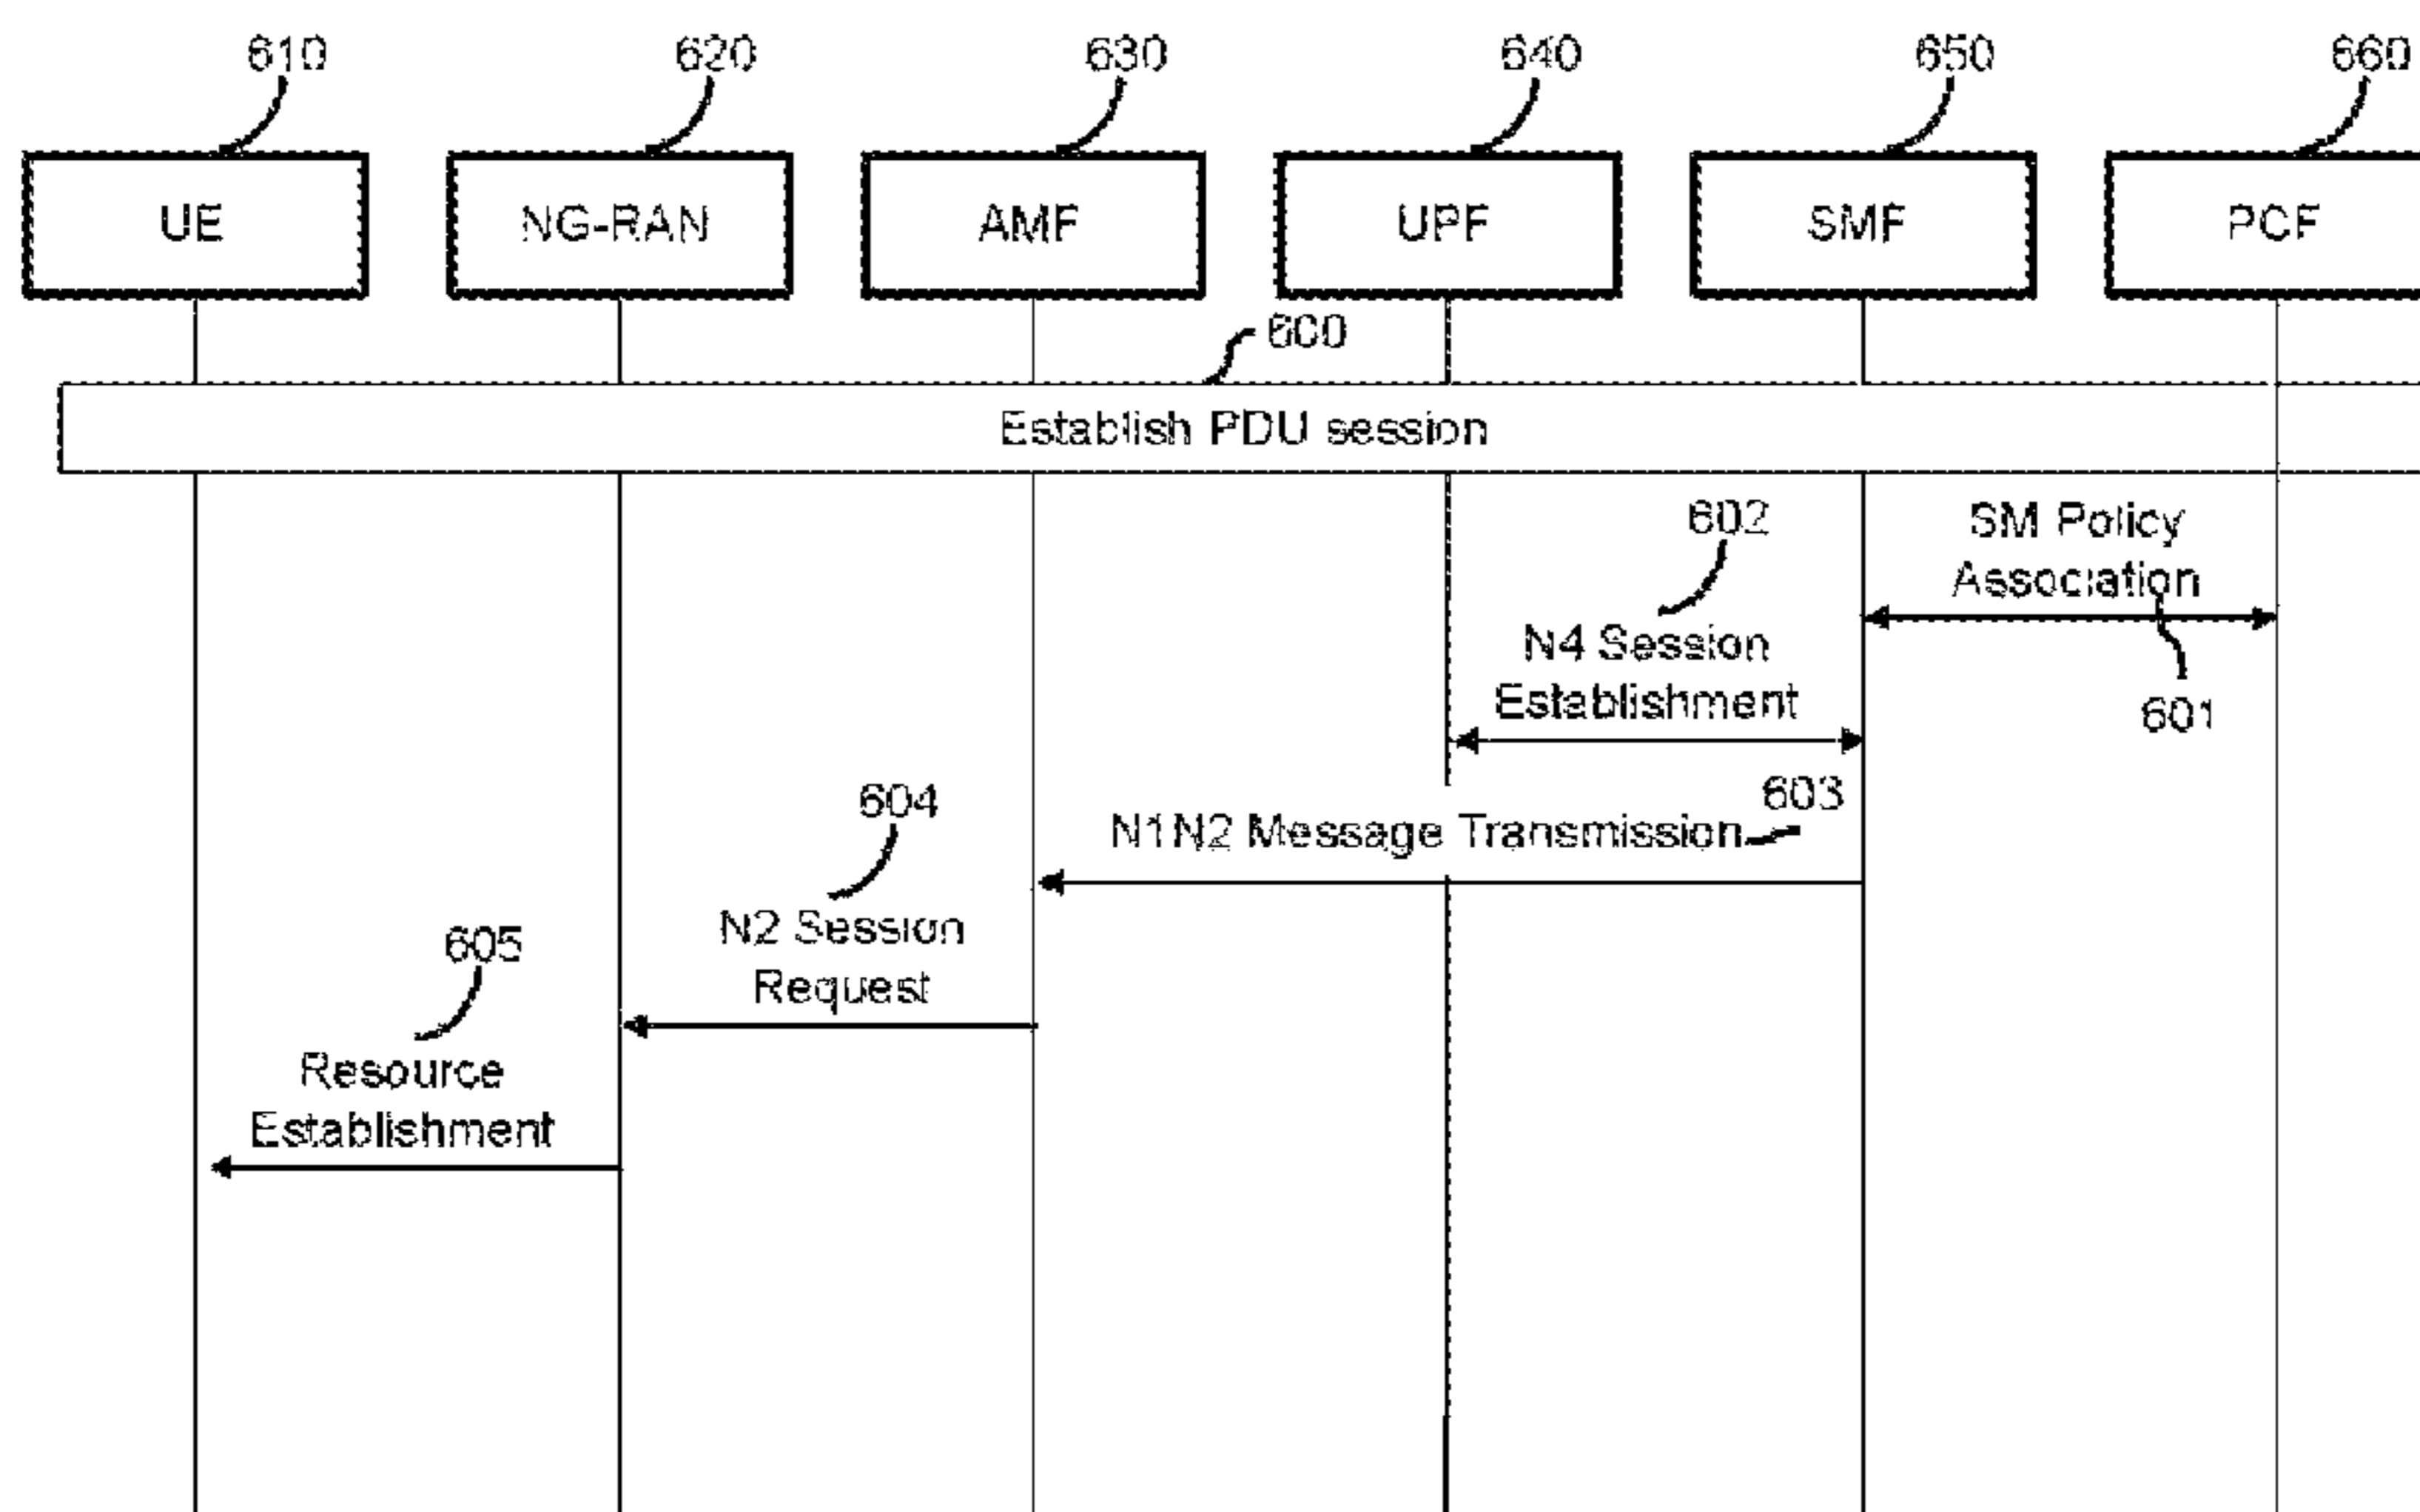 610 620 630 640 650 660
UE NG-RAN AMF UPF SMF PCF
600
Establish PDU session
602
SM Policy
Association
N4 Session
Establishment
601
603
604
N1N2 Message Transmission
N2 Session
Request
605
Resource
Establishment